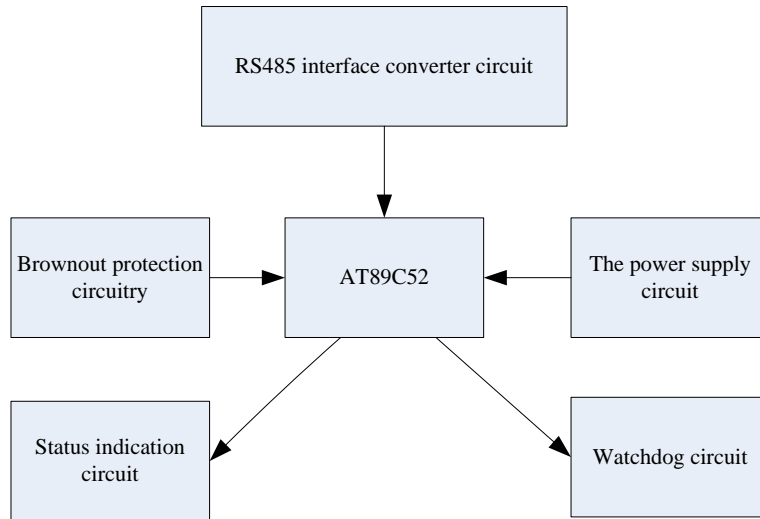 RS485 interface converter circuit
Brownout protection
circuitry
AT89C52
The power supply
circuit
Status indication
circuit
Watchdog circuit